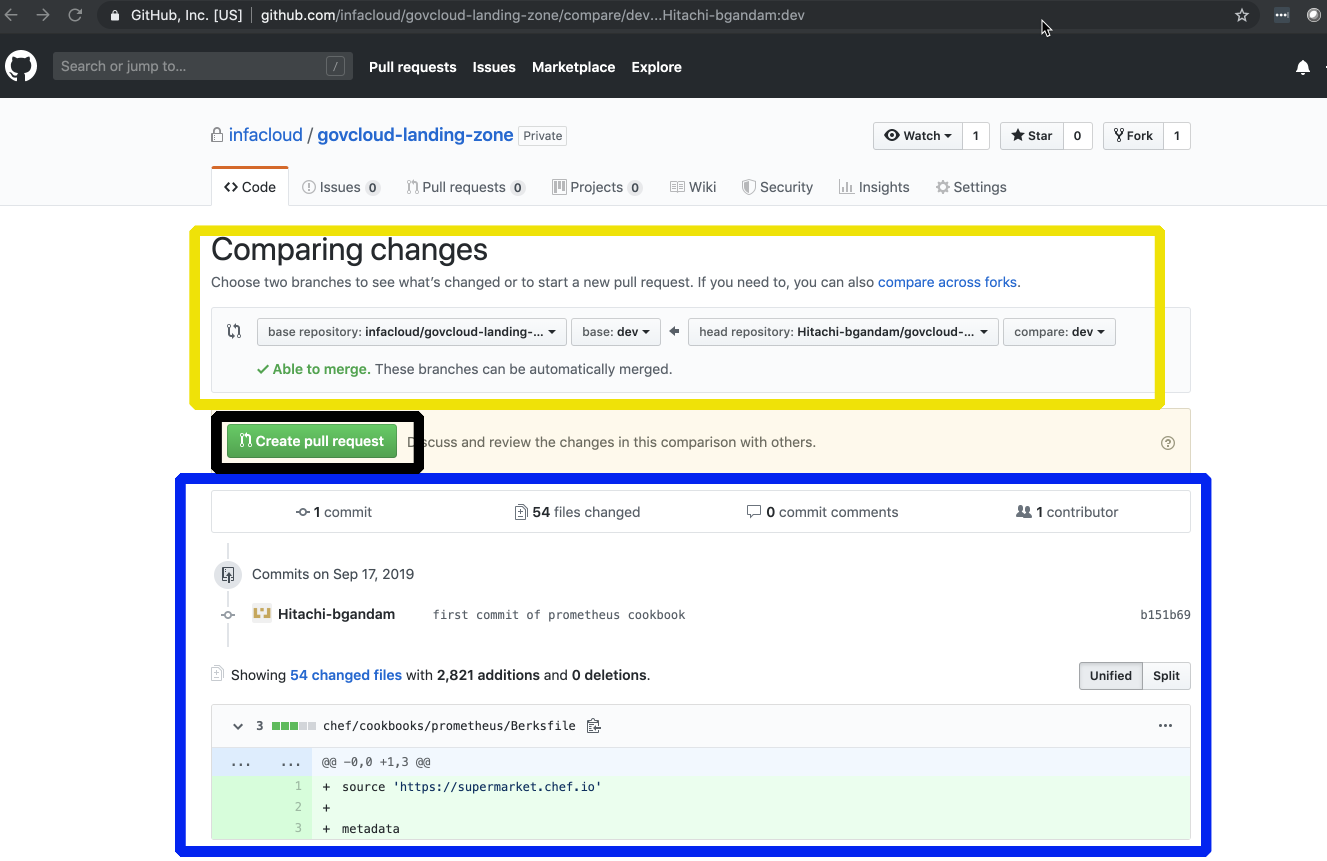 GitHub, Inc. [US] github.com/infacloud/govcloud-landing-zone/compare/dev...Hitachi-bgandam:dev
Search or jump to... / Pull requests Issues Marketplace Explore
infacloud / govcloud-landing-zone Private Watch 1 Star 0 Fork 1
Code Issues 0 Pull requests 0 Projects 0 Wiki Security Insights Settings
Comparing changes
Choose two branches to see what's changed or to start a new pull request. If you need to, you can also compare across forks.
base repository: infacloud/govcloud-landing-... base: dev head repository: Hitachi-bgandam/govcloud-... compare: dev
Able to merge. These branches can be automatically merged.
Create pull request Discuss and review the changes in this comparison with others.
1 commit 54 files changed 0 commit comments 1 contributor
Commits on Sep 17, 2019
Hitachi-bgandam first commit of prometheus cookbook b151b69
Showing 54 changed files with 2,821 additions and 0 deletions. Unified Split
3 chef/cookbooks/prometheus/Berksfile ...
... ... @@ -0,0 +1,3 @@
1 + source 'https://supermarket.chef.io'
2 +
3 + metadata